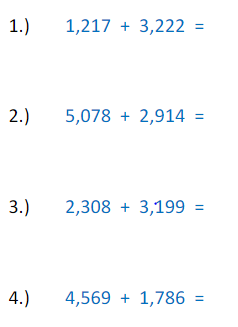 1.) 1,217 + 3,222 =
2.) 5,078 + 2,914 =
3.) 2,308 + 3,199 =
4.) 4,569 + 1,786 =